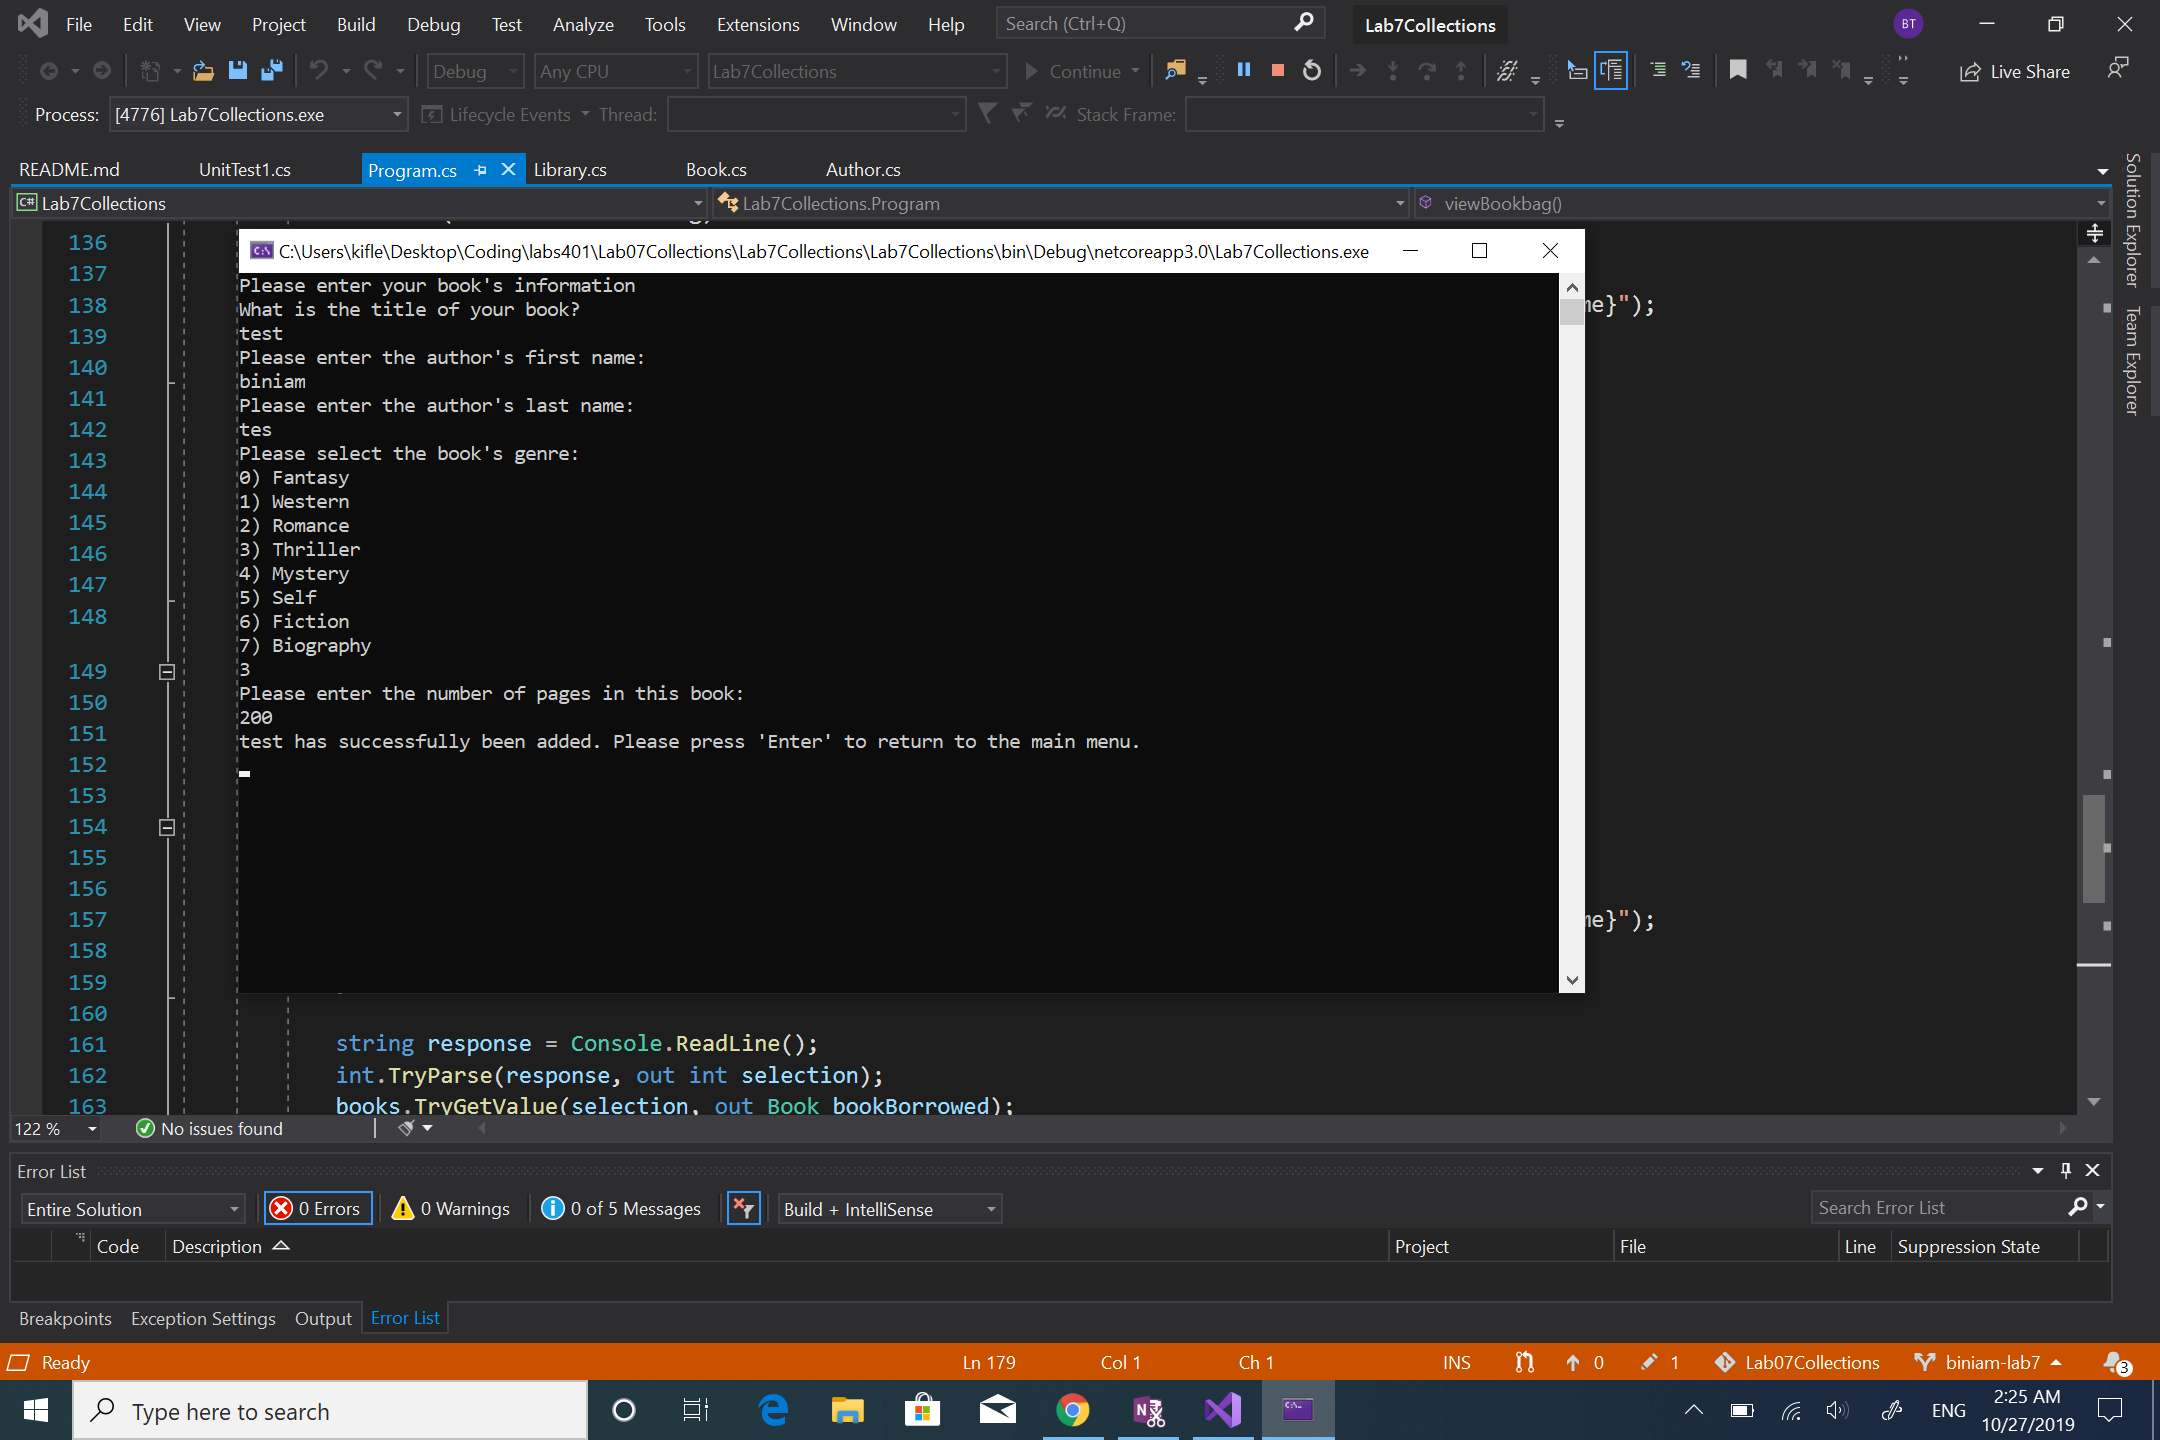 File Edit View Project Build Debug Test Analyze Tools Extensions Window Help Search (Ctrl+Q) Lab7Collections BT
Debug Any CPU Lab7Collections Continue Live Share
Process: [4776] Lab7Collections.exe Lifecycle Events Thread: Stack Frame:
README.md UnitTest1.cs Program.cs Library.cs Book.cs Author.cs
C# Lab7Collections Lab7Collections.Program viewBookbag()
Solution Explorer
Team Explorer
C:\Users\kifle\Desktop\Coding\labs401\Lab07Collections\Lab7Collections\Lab7Collections\bin\Debug\netcoreapp3.0\Lab7Collections.exe
Please enter your book's information
What is the title of your book?
test
Please enter the author's first name:
biniam
Please enter the author's last name:
tes
Please select the book's genre:
0) Fantasy
1) Western
2) Romance
3) Thriller
4) Mystery
5) Self
6) Fiction
7) Biography
3
Please enter the number of pages in this book:
200
test has successfully been added. Please press 'Enter' to return to the main menu.
136
137
138 me}");
139
140
141
142
143
144
145
146
147
148
149
150
151
152
153
154
155
156
157 me}");
158
159
160
161 string response = Console.ReadLine();
162 int.TryParse(response, out int selection);
163 books.TryGetValue(selection, out Book bookBorrowed);
122 % No issues found
Error List
Entire Solution 0 Errors 0 Warnings 0 of 5 Messages Build + IntelliSense Search Error List
Code Description Project File Line Suppression State
Breakpoints Exception Settings Output Error List
Ready Ln 179 Col 1 Ch 1 INS 0 1 Lab07Collections biniam-lab7 3
Type here to search ENG 2:25 AM
10/27/2019